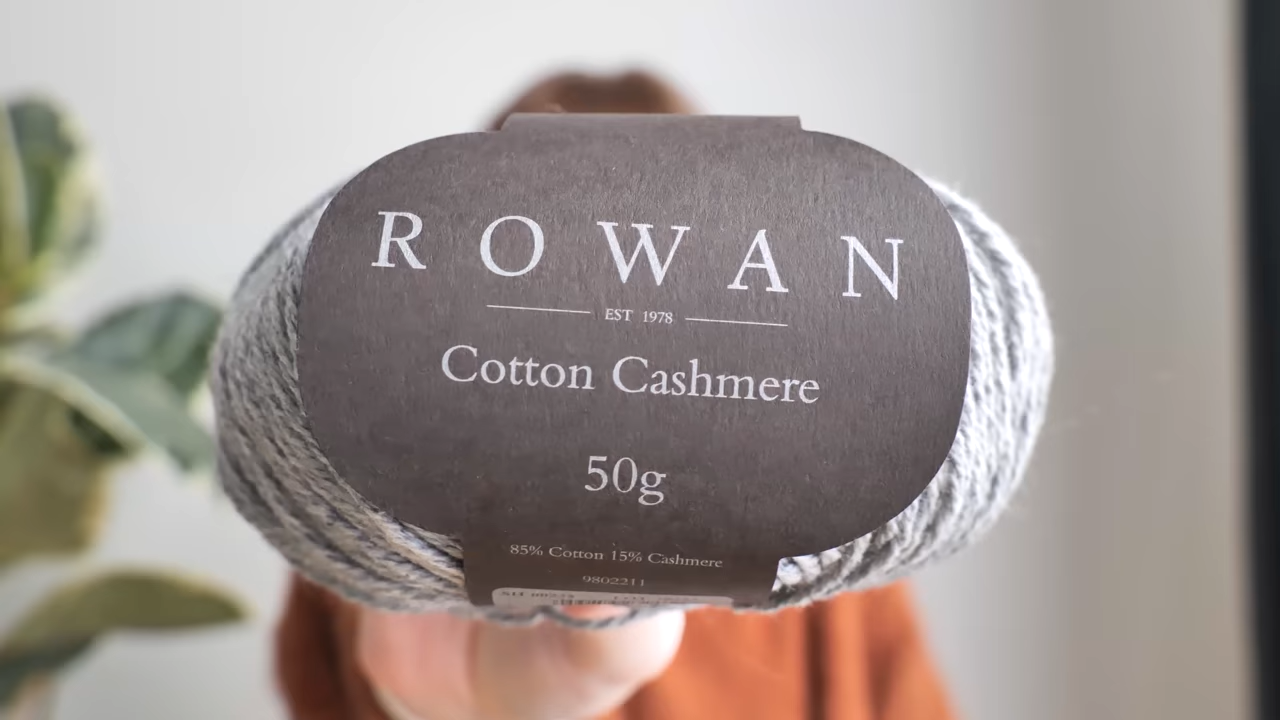 ROWAN
EST 1978
Cotton Cashmere
50g
85% Cotton 15% Cashmere
9802211